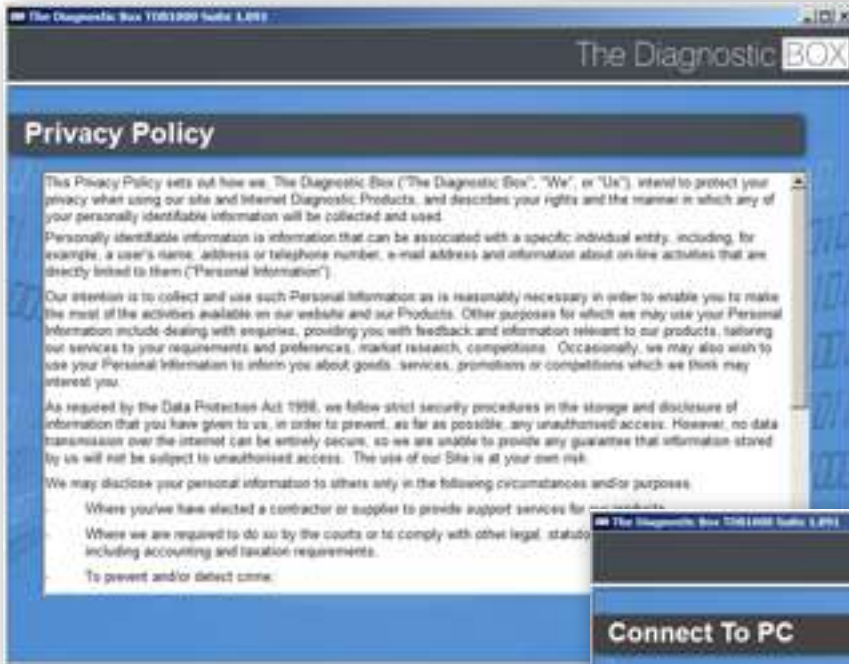 The Diagnostic Box TDB1000 Suite 1.091
The Diagnostic BOX
Privacy Policy
This Privacy Policy sets out how we, The Diagnostic Box ("The Diagnostic Box", "We", or "Us"), intend to protect your
privacy when using our site and Internet Diagnostic Products, and describes your rights and the manner in which any of
your personally identifiable information will be collected and used.
Personally identifiable information is information that can be associated with a specific individual entity, including, for
example, a user's name, address or telephone number, e-mail address and information about on-line activities that are
directly linked to them ("Personal Information").
Our intention is to collect and use such Personal Information as is reasonably necessary in order to enable you to make
the most of the activities available on our website and our Products. Other purposes for which we may use your Personal
Information include dealing with enquiries, providing you with feedback and information relevant to our products, tailoring
our services to your requirements and preferences, market research, competitions. Occasionally, we may also wish to
use your Personal Information to inform you about goods, services, promotions or competitions which we think may
interest you.
As required by the Data Protection Act 1998, we follow strict security procedures in the storage and disclosure of
information that you have given to us, in order to prevent, as far as possible, any unauthorised access. However, no data
transmission over the internet can be entirely secure, so we are unable to provide any guarantee that information stored
by us will not be subject to unauthorised access. The use of our Site is at your own risk.
We may disclose your personal information to others only in the following circumstances and/or purposes:
- Where you/we have elected a contractor or supplier to provide support services for our products
- Where we are required to do so by the courts or to comply with other legal, statuto
including accounting and taxation requirements.
- To prevent and/or detect crime.
The Diagnostic Box TDB1000 Suite 1.091
Connect To PC